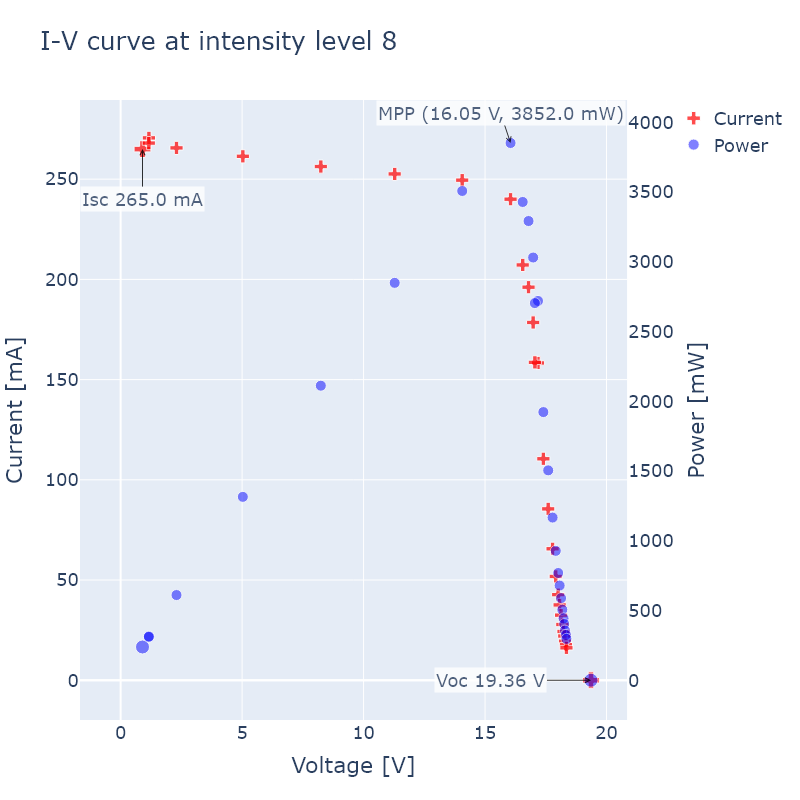 I-V curve at intensity level 8
MPP (16.05 V, 3852.0 mW)
Current
Power
Isc 265.0 mA
Voc 19.36 V
250
200
150
100
50
0
Current [mA]
4000
3500
3000
2500
2000
1500
1000
500
0
Power [mW]
0
5
10
15
20
Voltage [V]